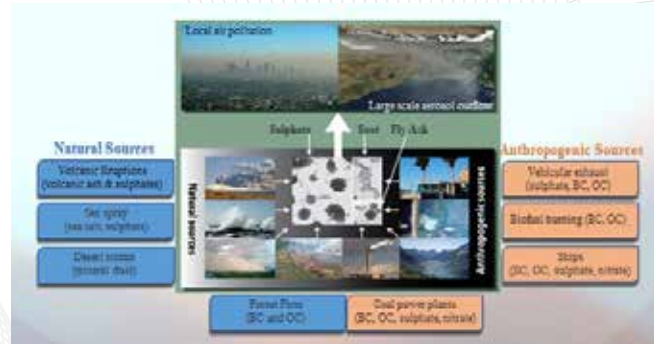 Local air pollution
Large scale aerosol outflow
Sulphate Soot Fly Ash
Natural Sources
Volcanic Eruptions
(volcanic ash & sulphates)
Sea spray
(sea salt, sulphate)
Desert storms
(mineral dust)
Natural sources
Anthropogenic sources
Anthropogenic Sources
Vehicular exhaust
(sulphate, BC, OC)
Biofuel burning (BC, OC)
Ships
(BC, OC, sulphate, nitrate)
Forest Fires
(BC and OC)
Coal power plants
(BC, OC, sulphate, nitrate)